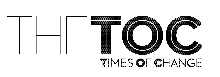 THE TOC
TIMES OF CHANGE